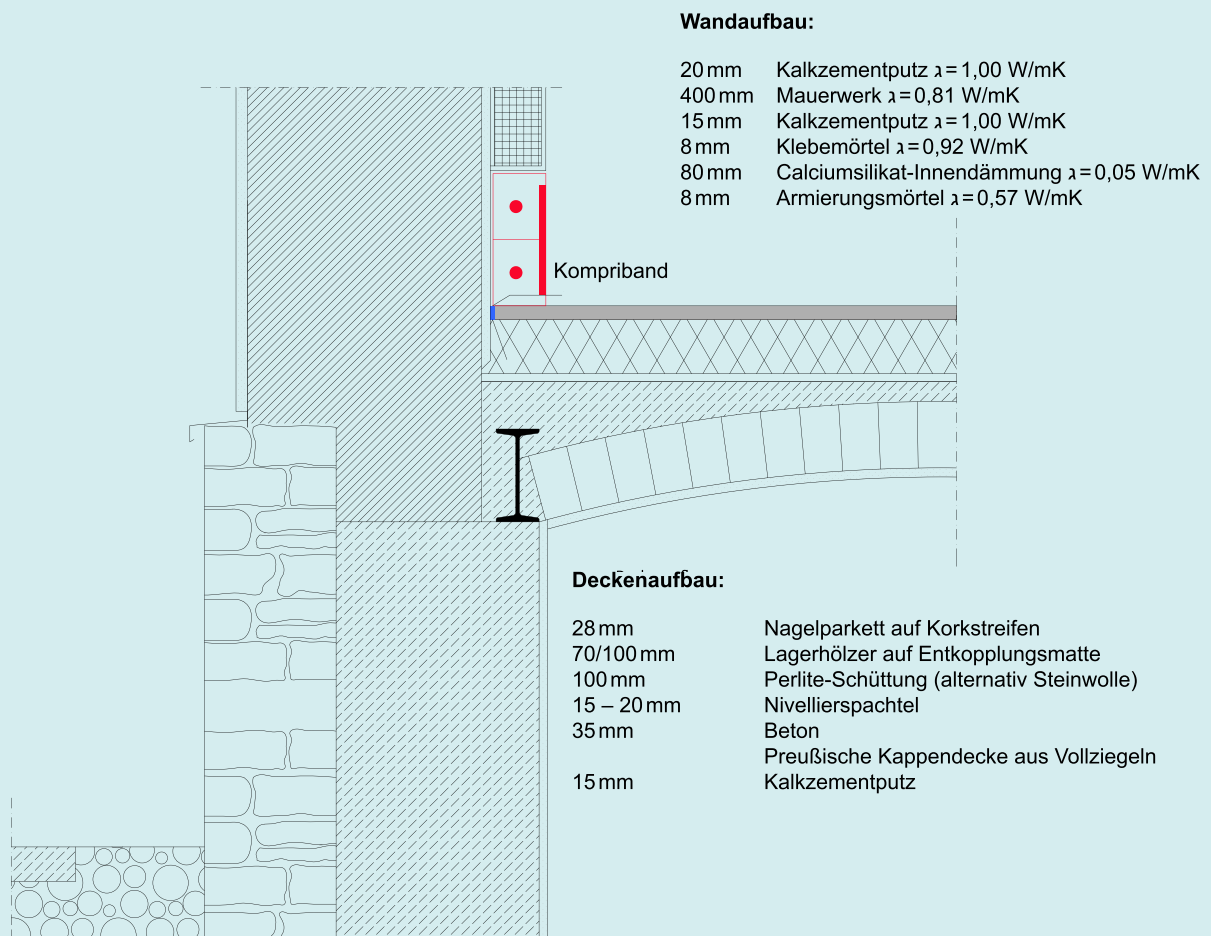 Wandaufbau:
20 mm Kalkzementputz ג = 1,00 W/mK
400 mm Mauerwerk ג = 0,81 W/mK
15 mm Kalkzementputz ג = 1,00 W/mK
8 mm Klebemörtel ג = 0,92 W/mK
80 mm Calciumsilikat-Innendämmung ג = 0,05 W/mK
8 mm Armierungsmörtel ג = 0,57 W/mK
Kompriband
Deckenaufbau:
28 mm Nagelparkett auf Korkstreifen
70/100 mm Lagerhölzer auf Entkopplungsmatte
100 mm Perlite-Schüttung (alternativ Steinwolle)
15 – 20 mm Nivellierspachtel
35 mm Beton
Preußische Kappendecke aus Vollziegeln
15 mm Kalkzementputz